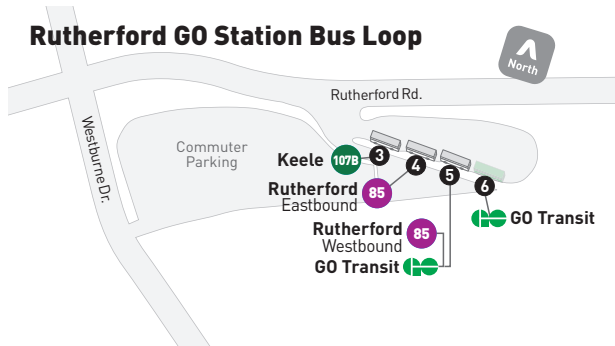 Rutherford GO Station Bus Loop
North
Rutherford Rd.
Westburne Dr.
Commuter
Parking
Keele 107B 3
4
5
6
Rutherford
Eastbound
85
GO Transit
Rutherford
Westbound
85
GO Transit